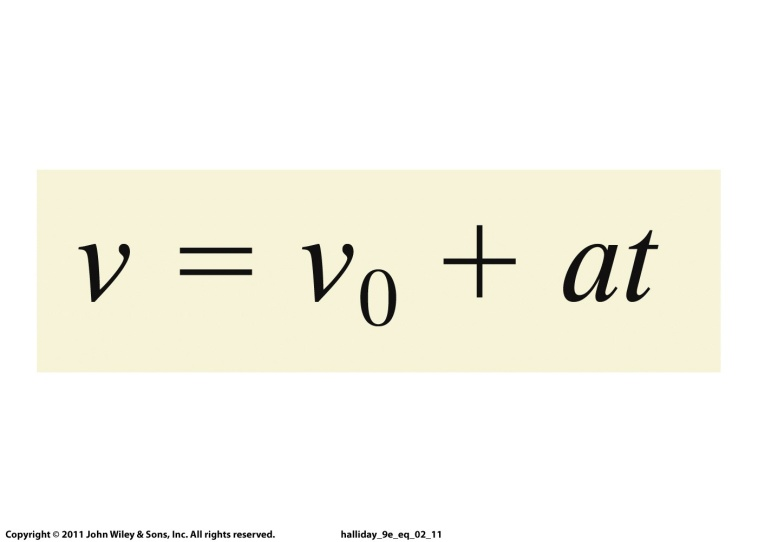 v = v₀ + at
Copyright © 2011 John Wiley & Sons, Inc. All rights reserved. halliday_9e_eq_02_11